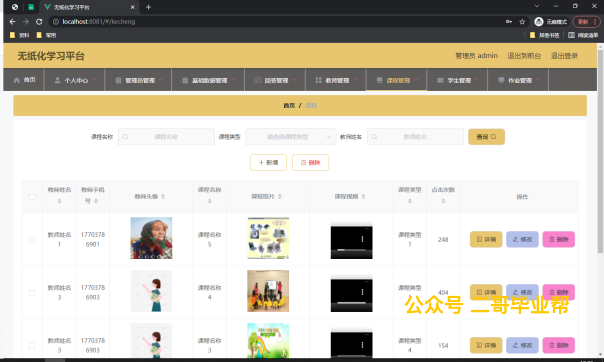 无纸化学习平台
localhost:8081/#/kecheng
无痕模式
更新
资料
常用
其他书签
阅读清单
无纸化学习平台
管理员 admin
退出到前台
退出登录
首页
个人中心
管理员管理
基础数据管理
回答管理
教师管理
课程管理
学生管理
作业管理
首页 /
课程名称
课程名称
课程类型
请选择课程类型
教师姓名
教师姓名
查询
新增
删除
教师姓名
教师手机号
教师头像
课程名称
课程照片
课程视频
课程类型
点击次数
操作
教师姓名1
17703786901
课程名称5
课程类型1
248
详情
修改
删除
教师姓名3
17703786903
课程名称4
课程类型3
404
详情
修改
删除
公众号 二哥毕业帮
教师姓名3
17703786903
课程名称3
课程类型4
154
详情
修改
删除